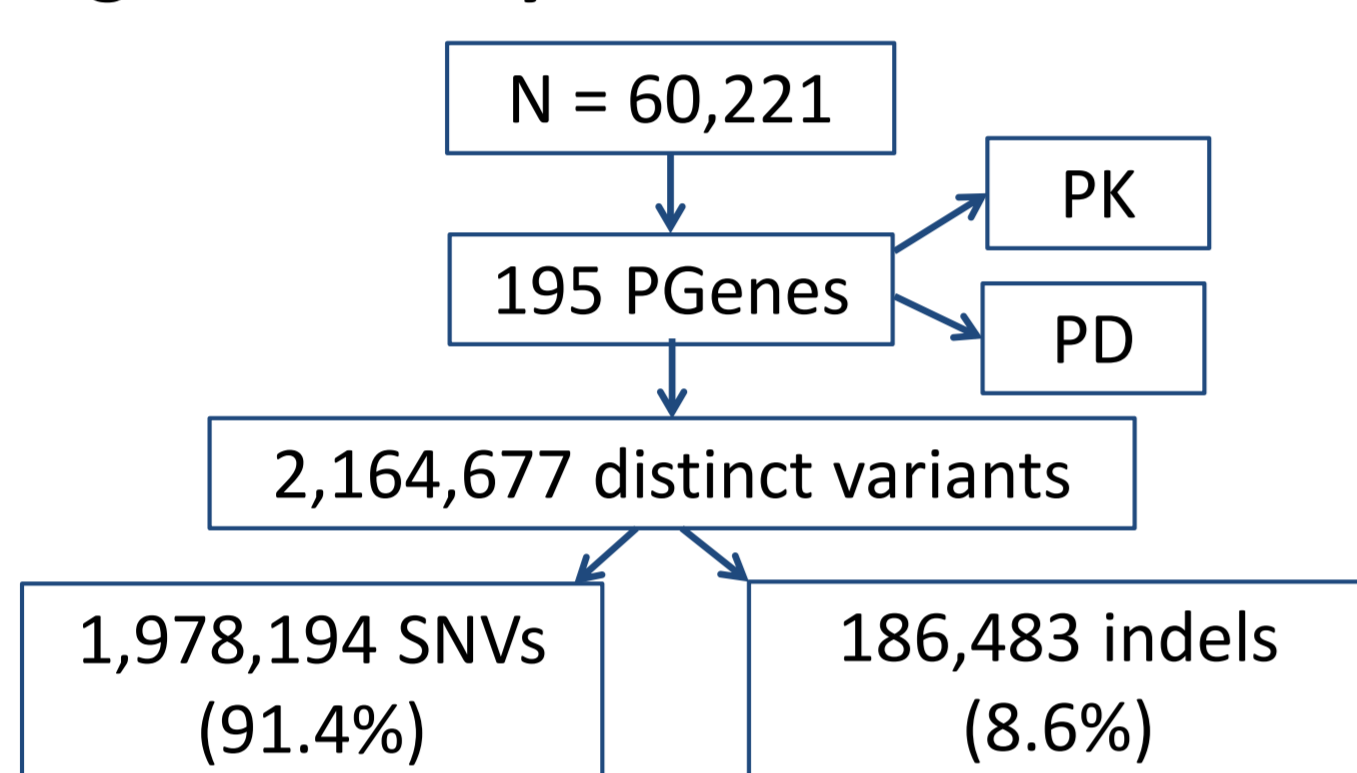 N = 60,221
PK
195 PGenes
PD
2,164,677 distinct variants
1,978,194 SNVs
(91.4%)
186,483 indels
(8.6%)